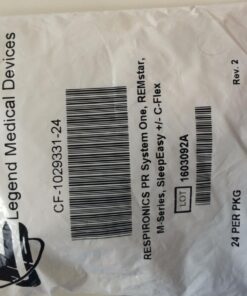 Legend Medical Devices
CF-1029331-24
RESPIRONICS PR System One, REMstar,
M-Series, SleepEasy +/- C-Flex
LOT 1603092A
24 PER PKG
Rev. 2